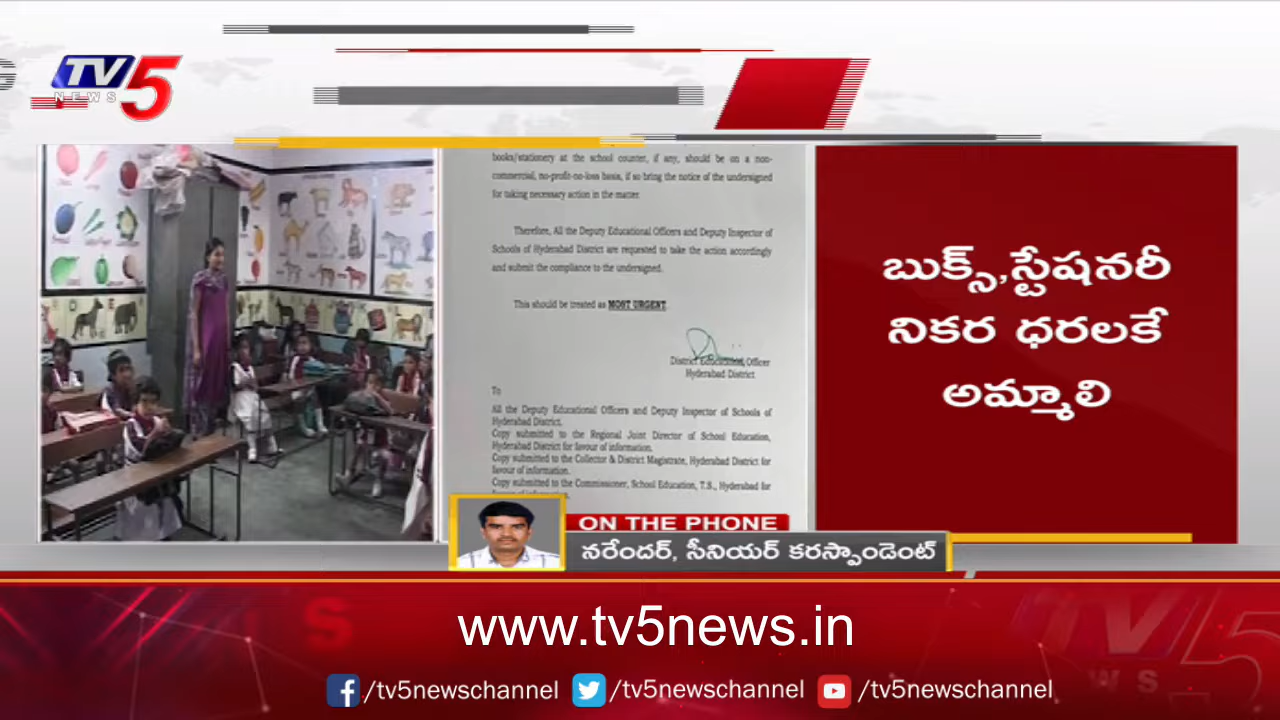 TV5
NEWS
books/stationery at the school counter, if any, should be on a non-
commercial, no-profit-no-loss basis, if so bring the notice of the undersigned
for taking necessary action in the matter.
Therefore, All the Deputy Educational Officers and Deputy Inspector of
Schools of Hyderabad District are requested to take the action accordingly
and submit the compliance to the undersigned.
This should be treated as MOST URGENT.
District Educational Officer
Hyderabad District
To
All the Deputy Educational Officers and Deputy Inspector of Schools of
Hyderabad District.
Copy submitted to the Regional Joint Director of School Education,
Hyderabad District for favour of information.
Copy submitted to the Collector & District Magistrate, Hyderabad District for
favour of information.
Copy submitted to the Commissioner, School Education, T.S., Hyderabad for
బుక్స్,స్టేషనరీ
నికర ధరలకే
అమ్మాలి
ON THE PHONE
నరేందర్, సీనియర్ కరస్పాండెంట్
www.tv5news.in
/tv5newschannel
/tv5newschannel
/tv5newschannel